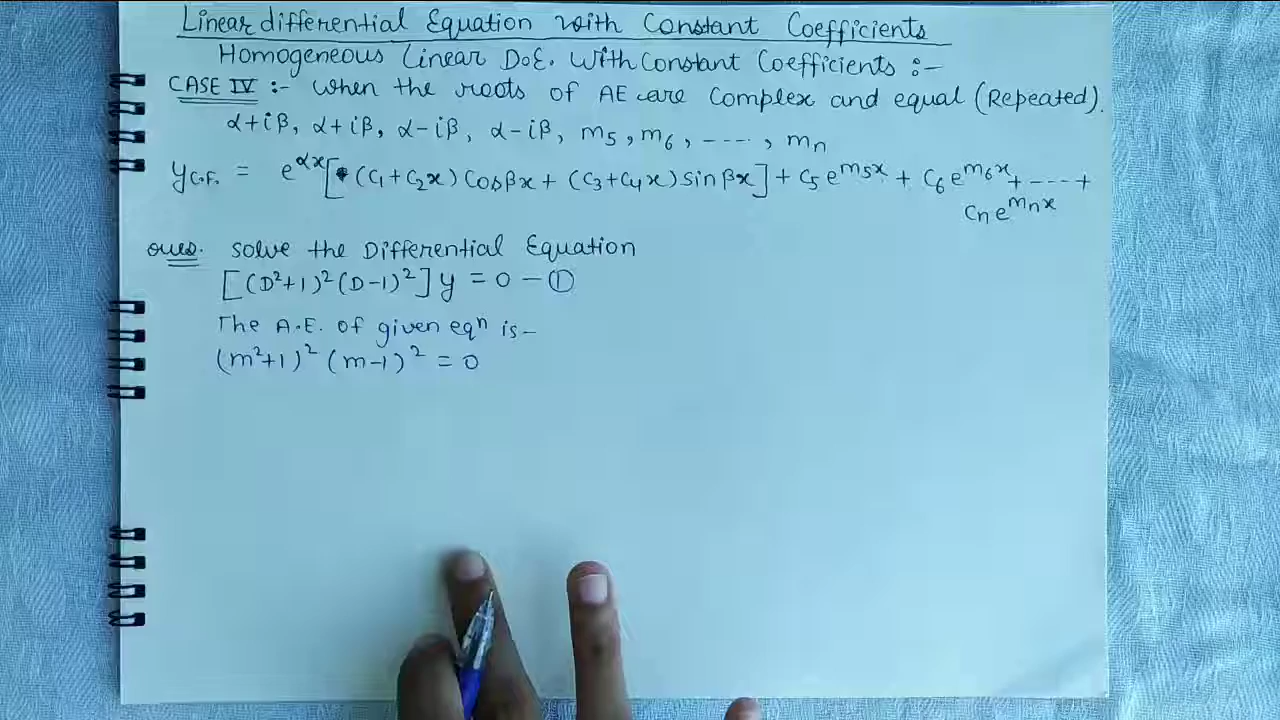 Linear differential Equation with Constant Coefficients
Homogeneous Linear D.E. with Constant Coefficients :-
CASE IV :- When the roots of AE are Complex and equal (Repeated).
α+iβ, α+iβ, α-iβ, α-iβ, m₅, m₆, ----, mₙ
y_C.F. = e^αx [(C₁+C₂x) Cosβx + (C₃+C₄x) Sinβx] + C₅e^m₅x + C₆e^m₆x + ---- +
Cₙe^mₙx
Ques. Solve the Differential Equation
[(D²+1)²(D-1)²]y = 0 - ①
The A.E. of given eqⁿ is-
(m²+1)² (m-1)² = 0